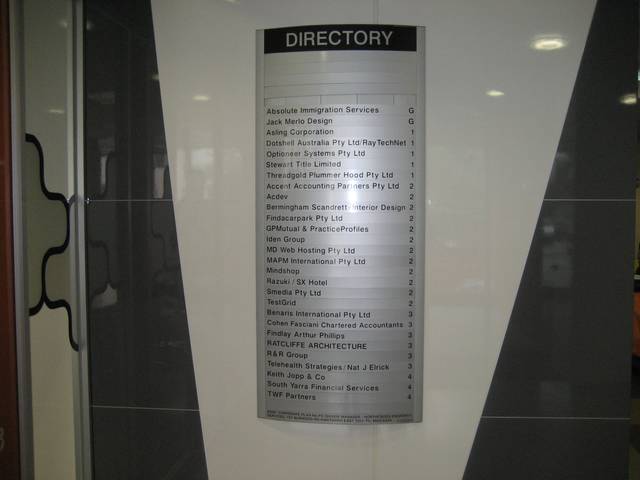 DIRECTORY
Absolute Immigration Services G
Jack Merlo Design G
Asling Corporation 1
Dotshell Australia Pty Ltd/RayTechNet 1
Optioneer Systems Pty Ltd 1
Stewart Title Limited 1
Threadgold Plummer Hood Pty Ltd 1
Accent Accounting Partners Pty Ltd 2
Acdev 2
Bermingham Scandrett-Interior Design 2
Findacarpark Pty Ltd 2
GPMutual & PracticeProfiles 2
Iden Group 2
MD Web Hosting Pty Ltd 2
MAPM International Pty Ltd 2
Mindshop 2
Razuki / SX Hotel 2
Smedia Pty Ltd 2
TestGrid 2
Benaris International Pty Ltd 3
Cohen Fasciani Chartered Accountants 3
Findlay Arthur Phillips 3
RATCLIFFE ARCHITECTURE 3
R&R Group 3
Telehealth Strategies/Nat J Elrick 3
Keith Jopp & Co 4
South Yarra Financial Services 4
TWF Partners 4